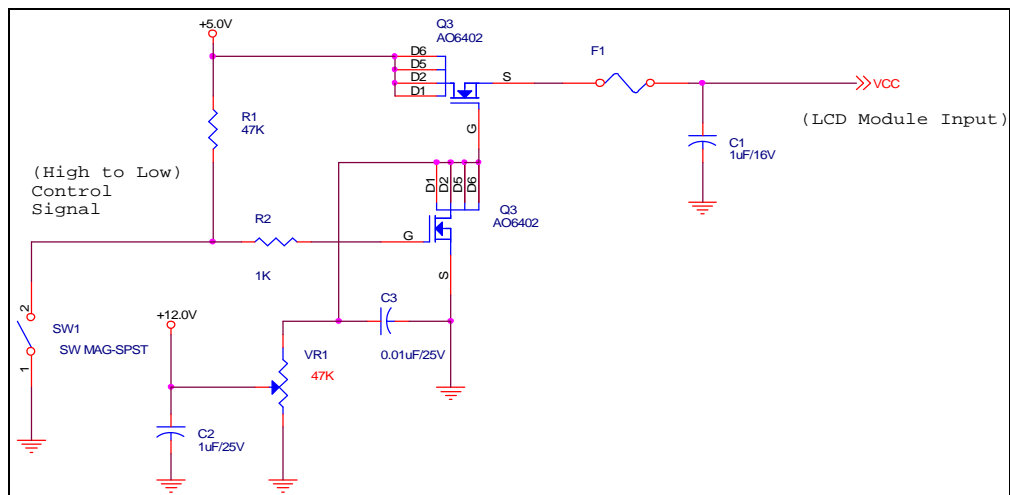 +5.0V
Q3
AO6402
D6
D5
D2
D1
S
G
F1
VCC
(LCD Module Input)
C1
1uF/16V
R1
47K
(High to Low)
Control
Signal
D1
D2
D5
D6
Q3
AO6402
R2
1K
G
S
C3
0.01uF/25V
+12.0V
2
SW1
SW MAG-SPST
1
VR1
47K
C2
1uF/25V